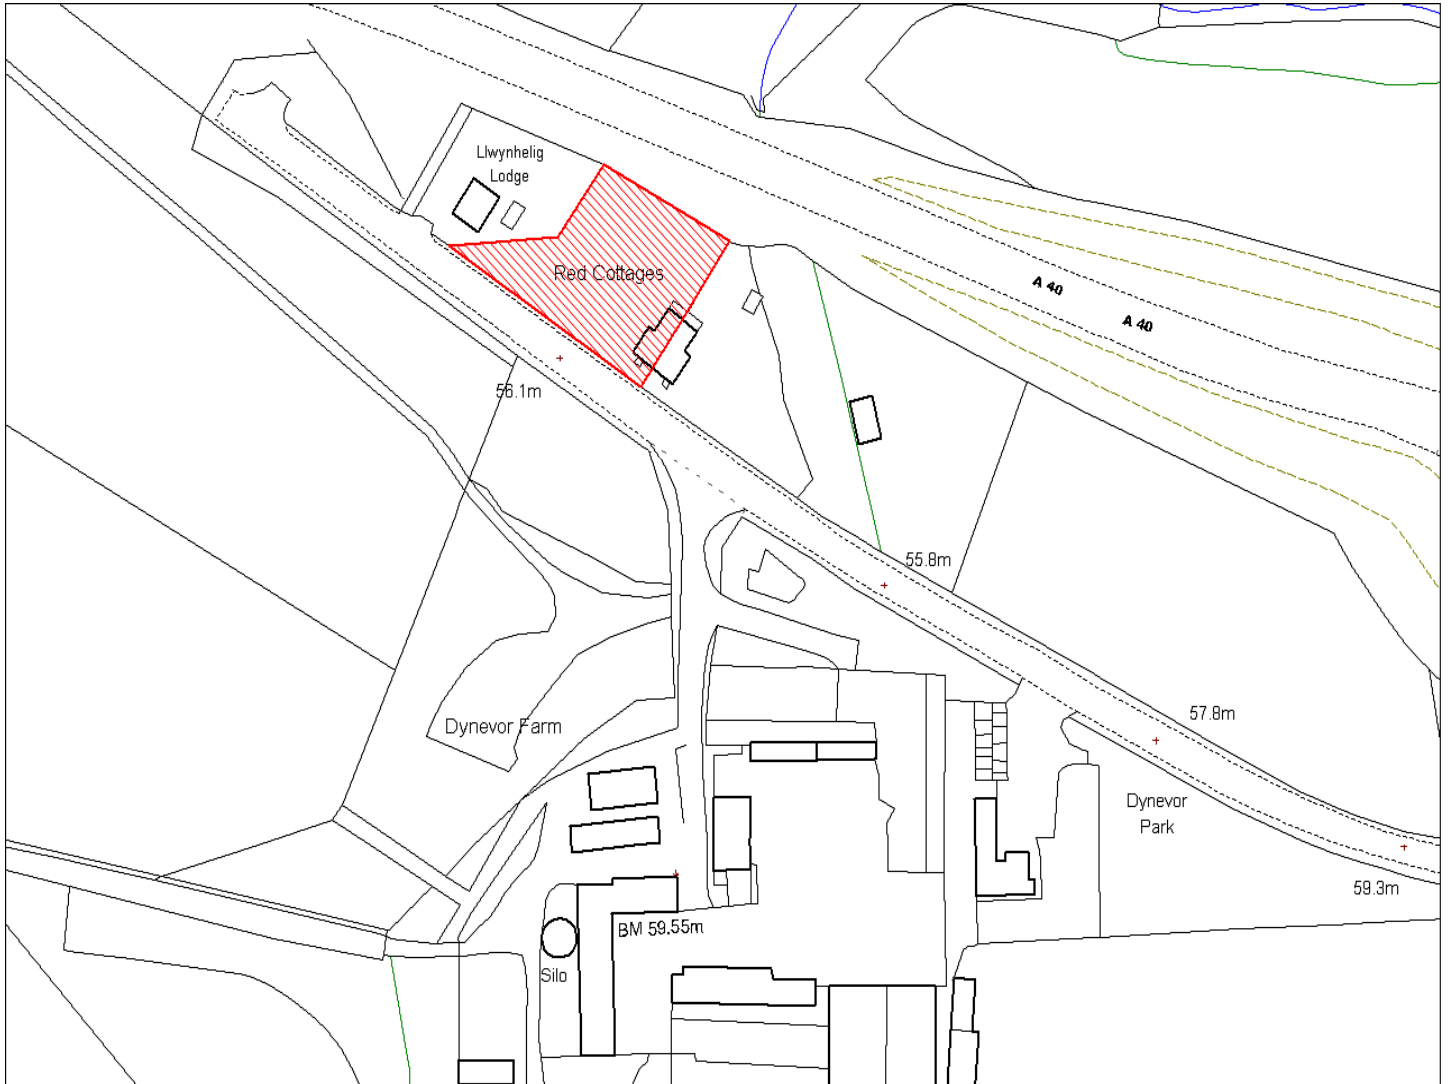 Llwynhelig
Lodge
Red Cottages
A 40
A 40
56.1m
55.8m
57.8m
Dynevor Farm
Dynevor
Park
59.3m
BM 59.55m
Silo